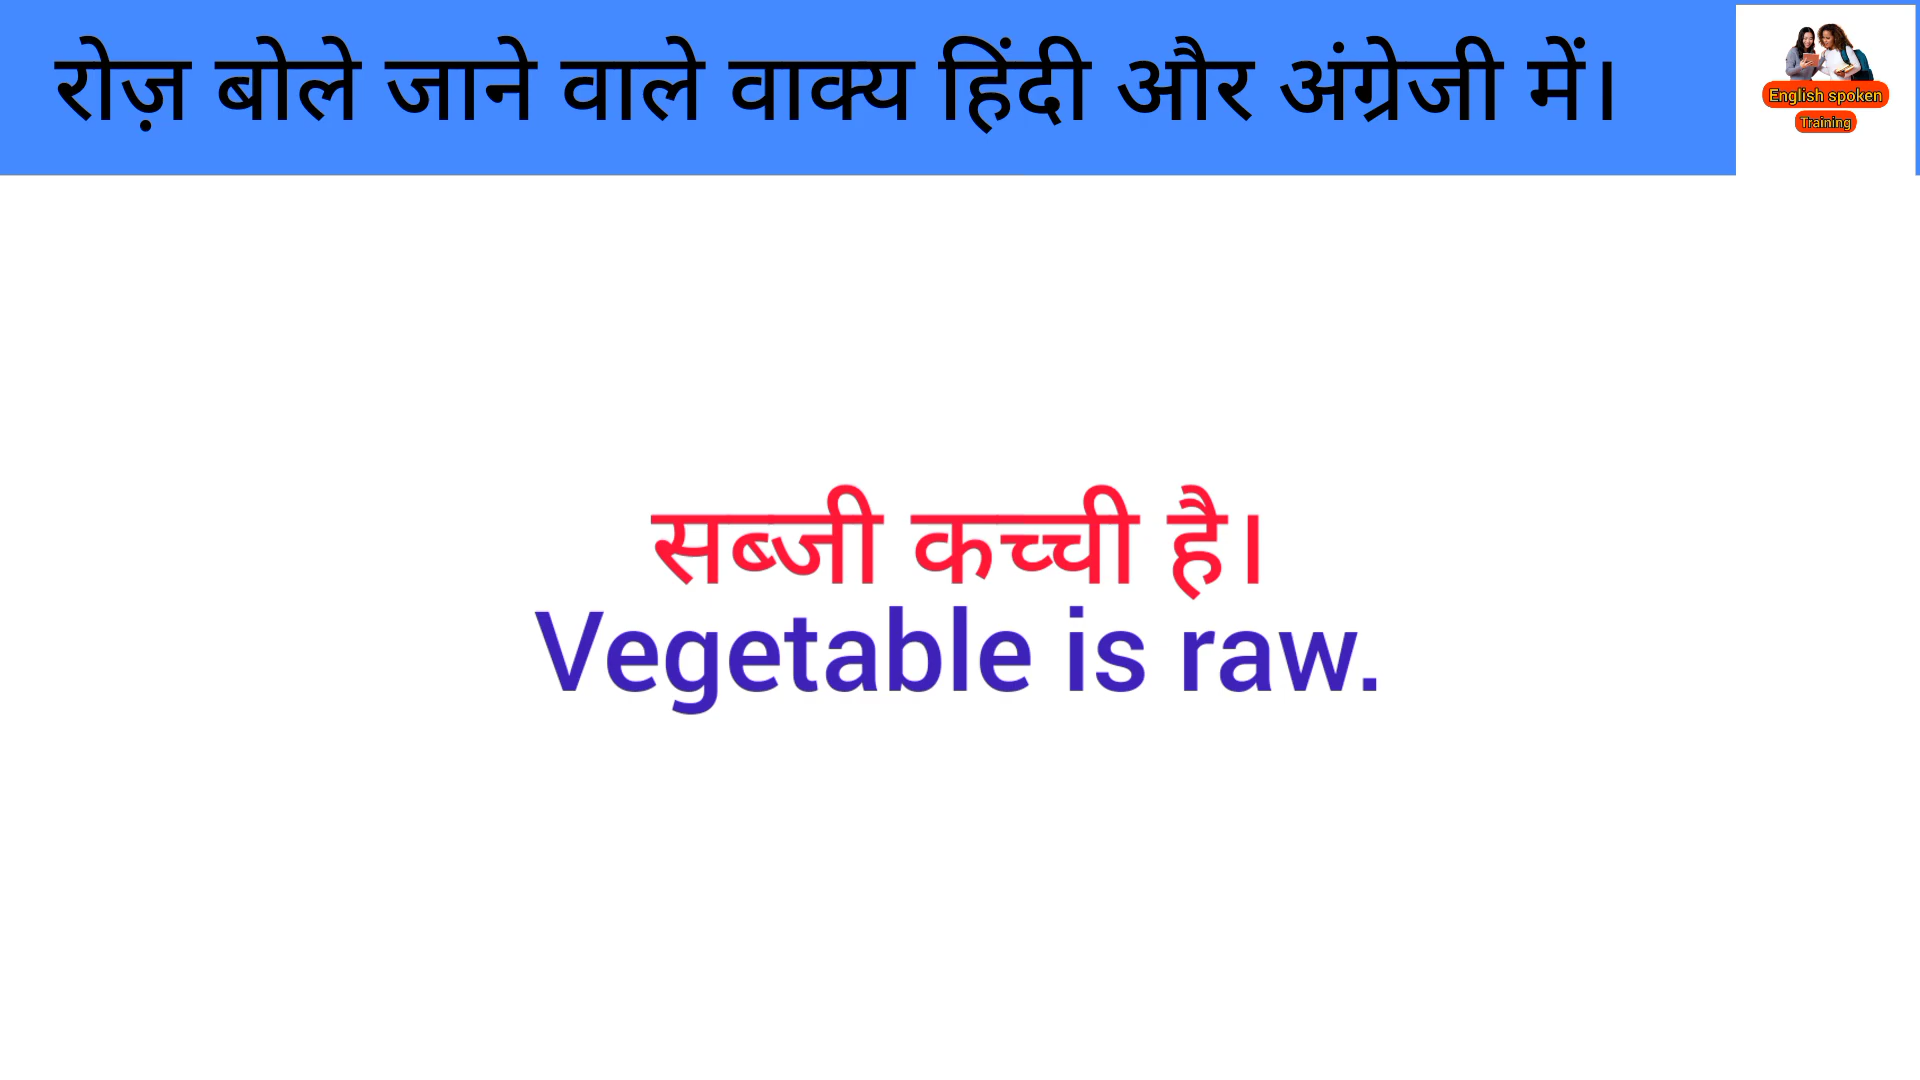 रोज़ बोले जाने वाले वाक्य हिंदी और अंग्रेजी में।
English spoken
Training
सब्जी कच्ची है।
Vegetable is raw.